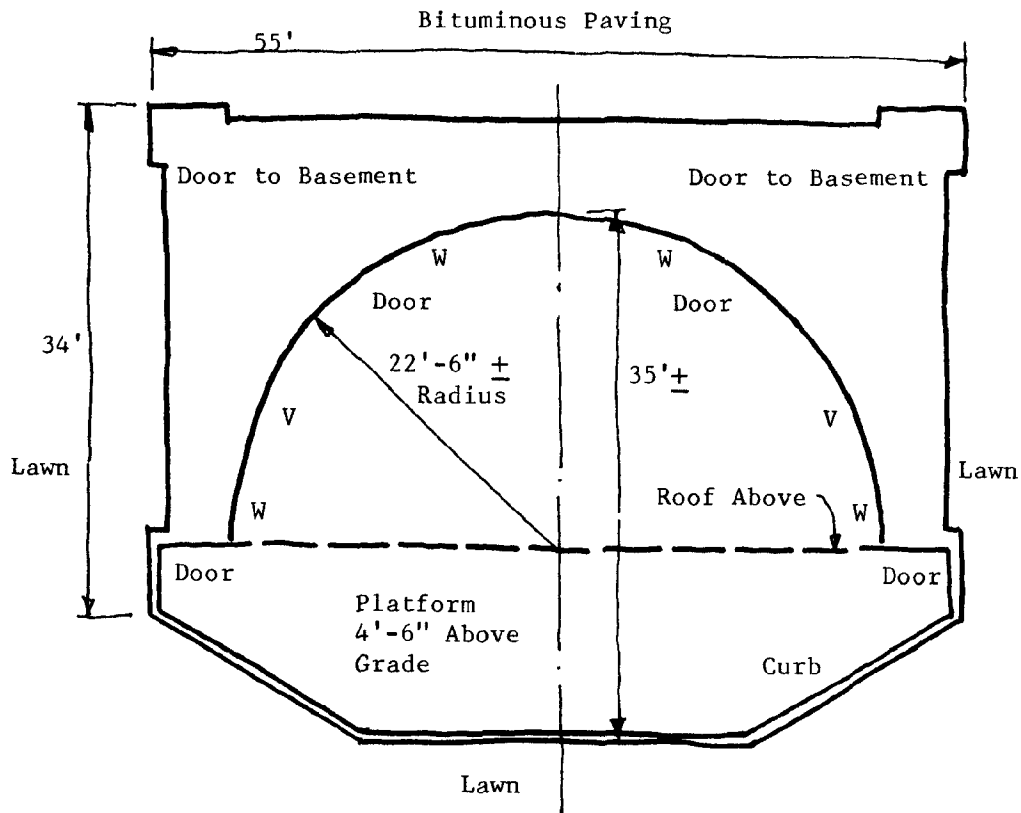 Bituminous Paving
55'
Door to Basement
Door to Basement
W
W
Door
Door
34'
22'-6" ±
Radius
35'±
V
V
Lawn
Lawn
Roof Above
W
W
Door
Door
Platform
4'-6" Above
Grade
Curb
Lawn